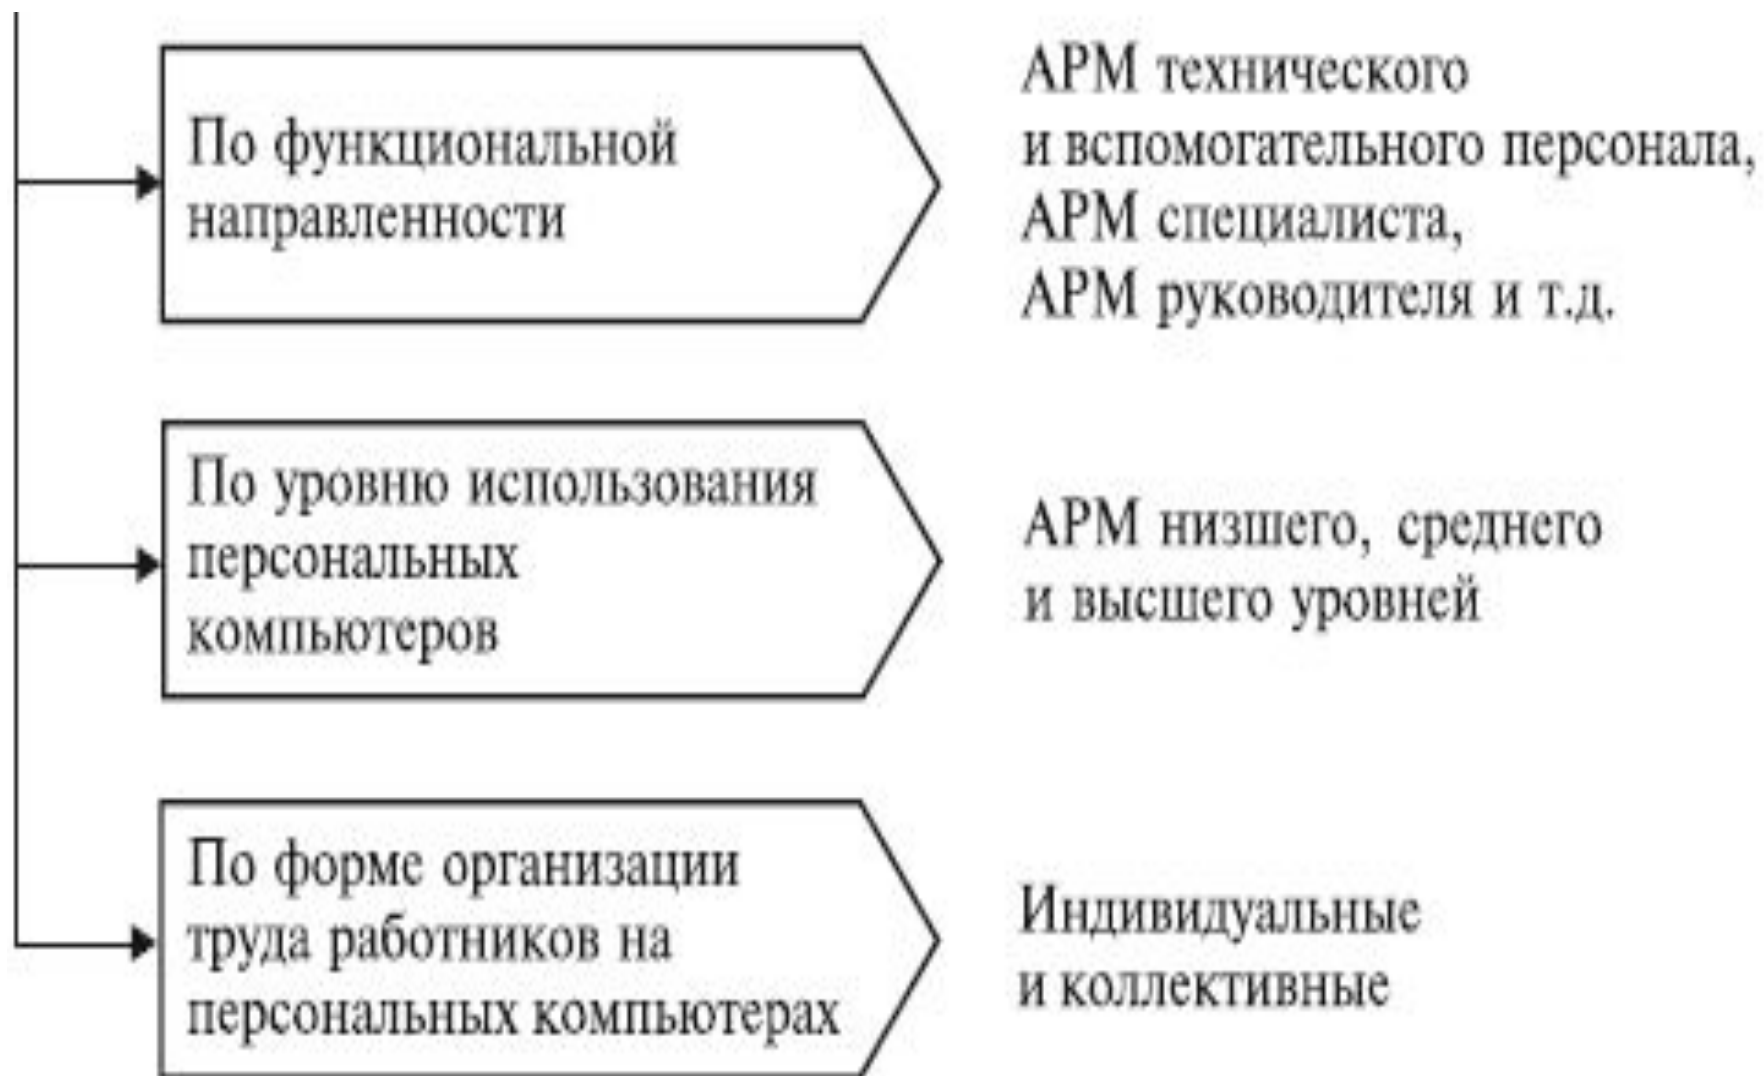 По функциональной
направленности
АРМ технического
и вспомогательного персонала,
АРМ специалиста,
АРМ руководителя и т.д.
По уровню использования
персональных
компьютеров
АРМ низшего, среднего
и высшего уровней
По форме организации
труда работников на
персональных компьютерах
Индивидуальные
и коллективные